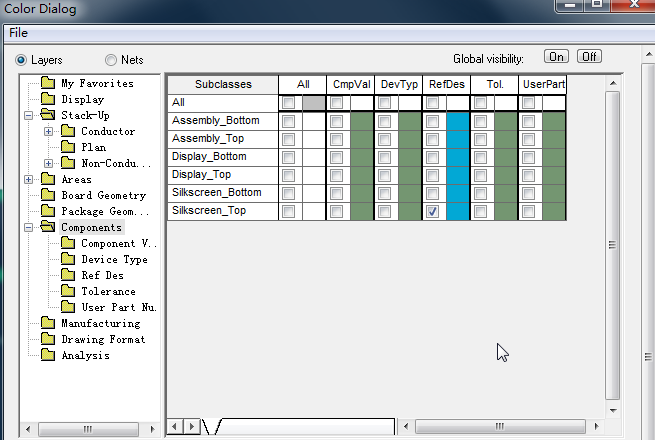 Color Dialog
File
Layers Nets Global visibility: On Off
My Favorites
Display
Stack-Up
Conductor
Plan
Non-Condu...
Areas
Board Geometry
Package Geom...
Components
Component V..
Device Type
Ref Des
Tolerance
User Part Nu.
Manufacturing
Drawing Format
Analysis
Subclasses All CmpVal DevTyp RefDes Tol. UserPart
All
Assembly_Bottom
Assembly_Top
Display_Bottom
Display_Top
Silkscreen_Bottom
Silkscreen_Top